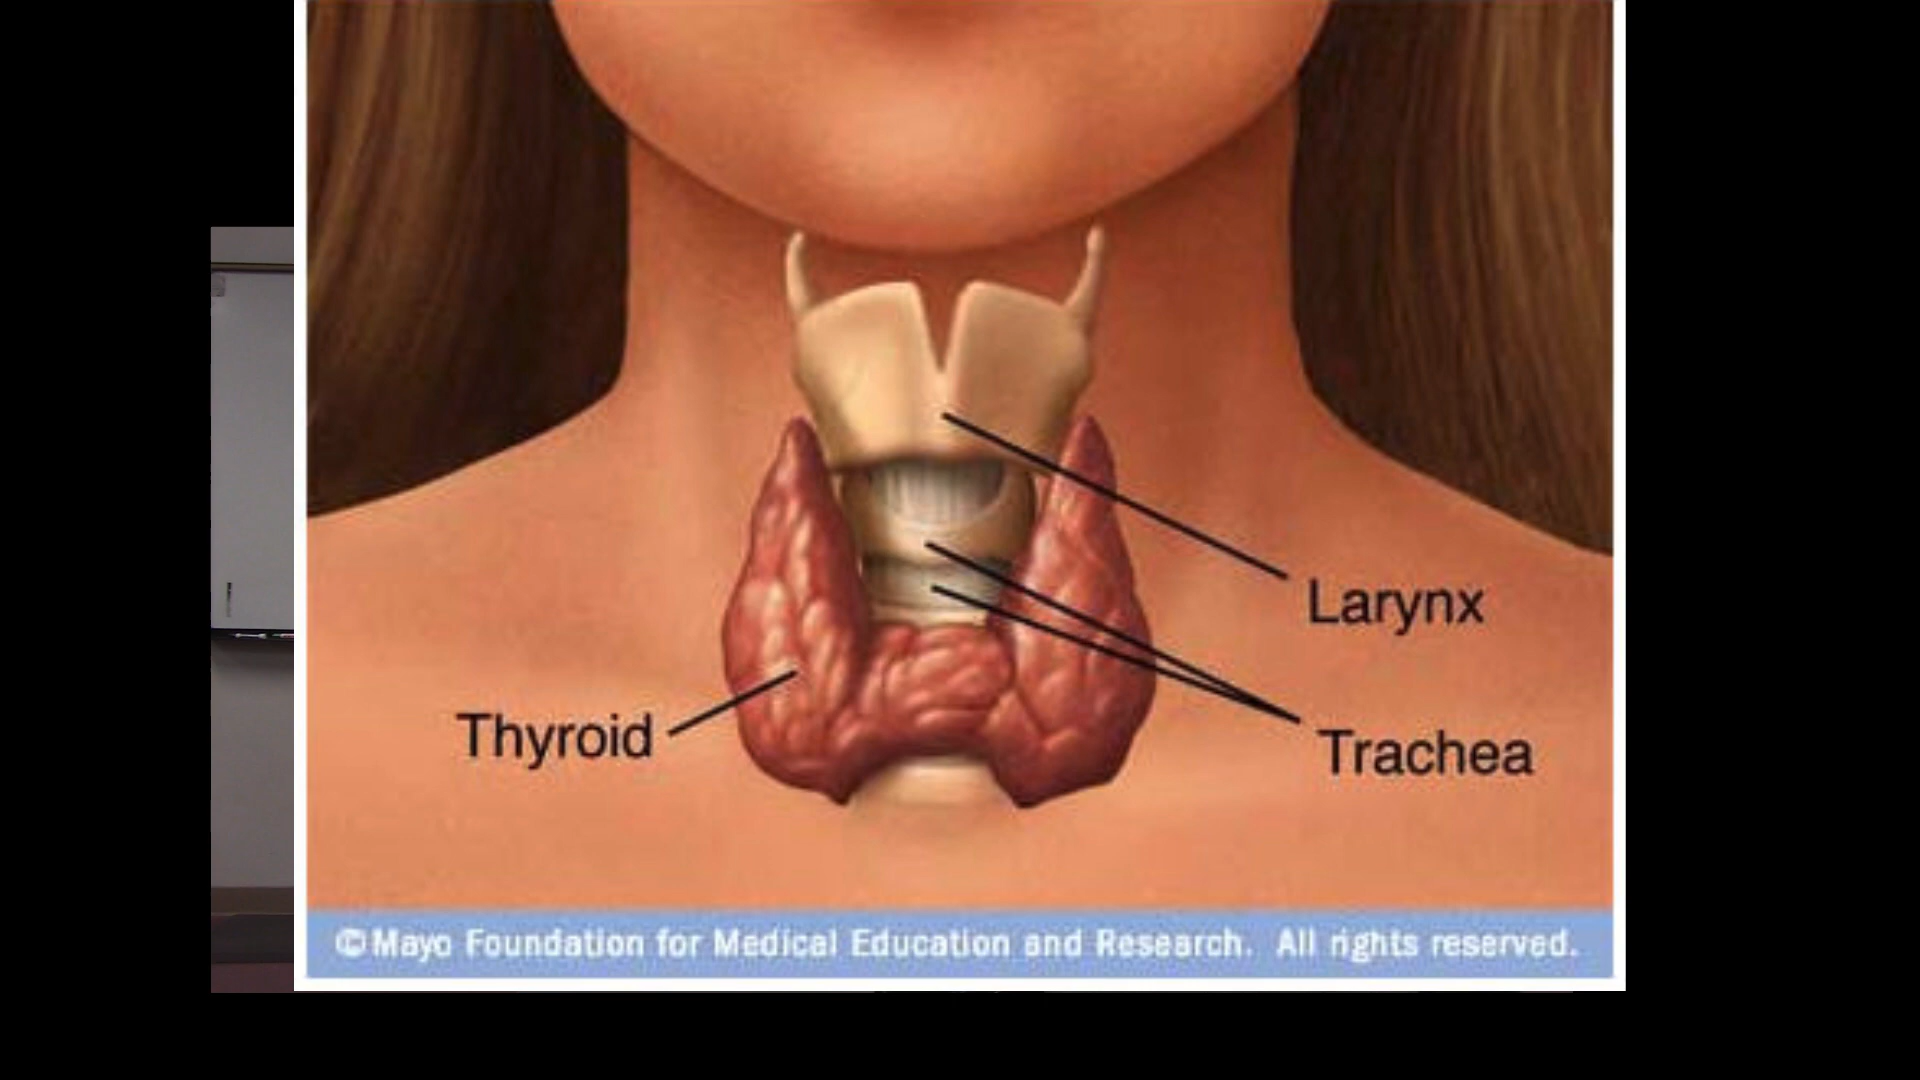 Larynx
Thyroid
Trachea
©Mayo Foundation for Medical Education and Research. All rights reserved.